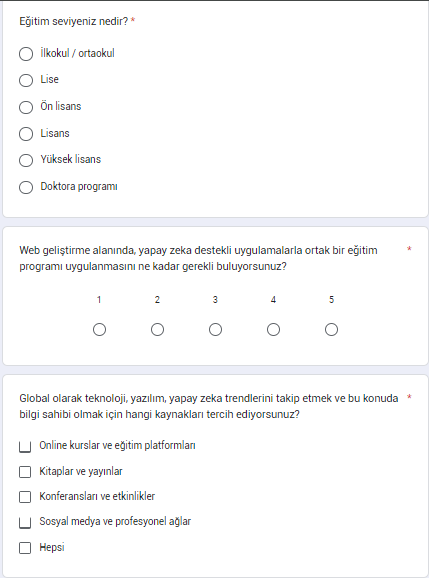 Eğitim seviyeniz nedir? *
İlkokul / ortaokul
Lise
Ön lisans
Lisans
Yüksek lisans
Doktora programı
Web geliştirme alanında, yapay zeka destekli uygulamalarla ortak bir eğitim *
programı uygulanmasını ne kadar gerekli buluyorsunuz?
1 2 3 4 5
Global olarak teknoloji, yazılım, yapay zeka trendlerini takip etmek ve bu konuda *
bilgi sahibi olmak için hangi kaynakları tercih ediyorsunuz?
Online kurslar ve eğitim platformları
Kitaplar ve yayınlar
Konferansları ve etkinlikler
Sosyal medya ve profesyonel ağlar
Hepsi